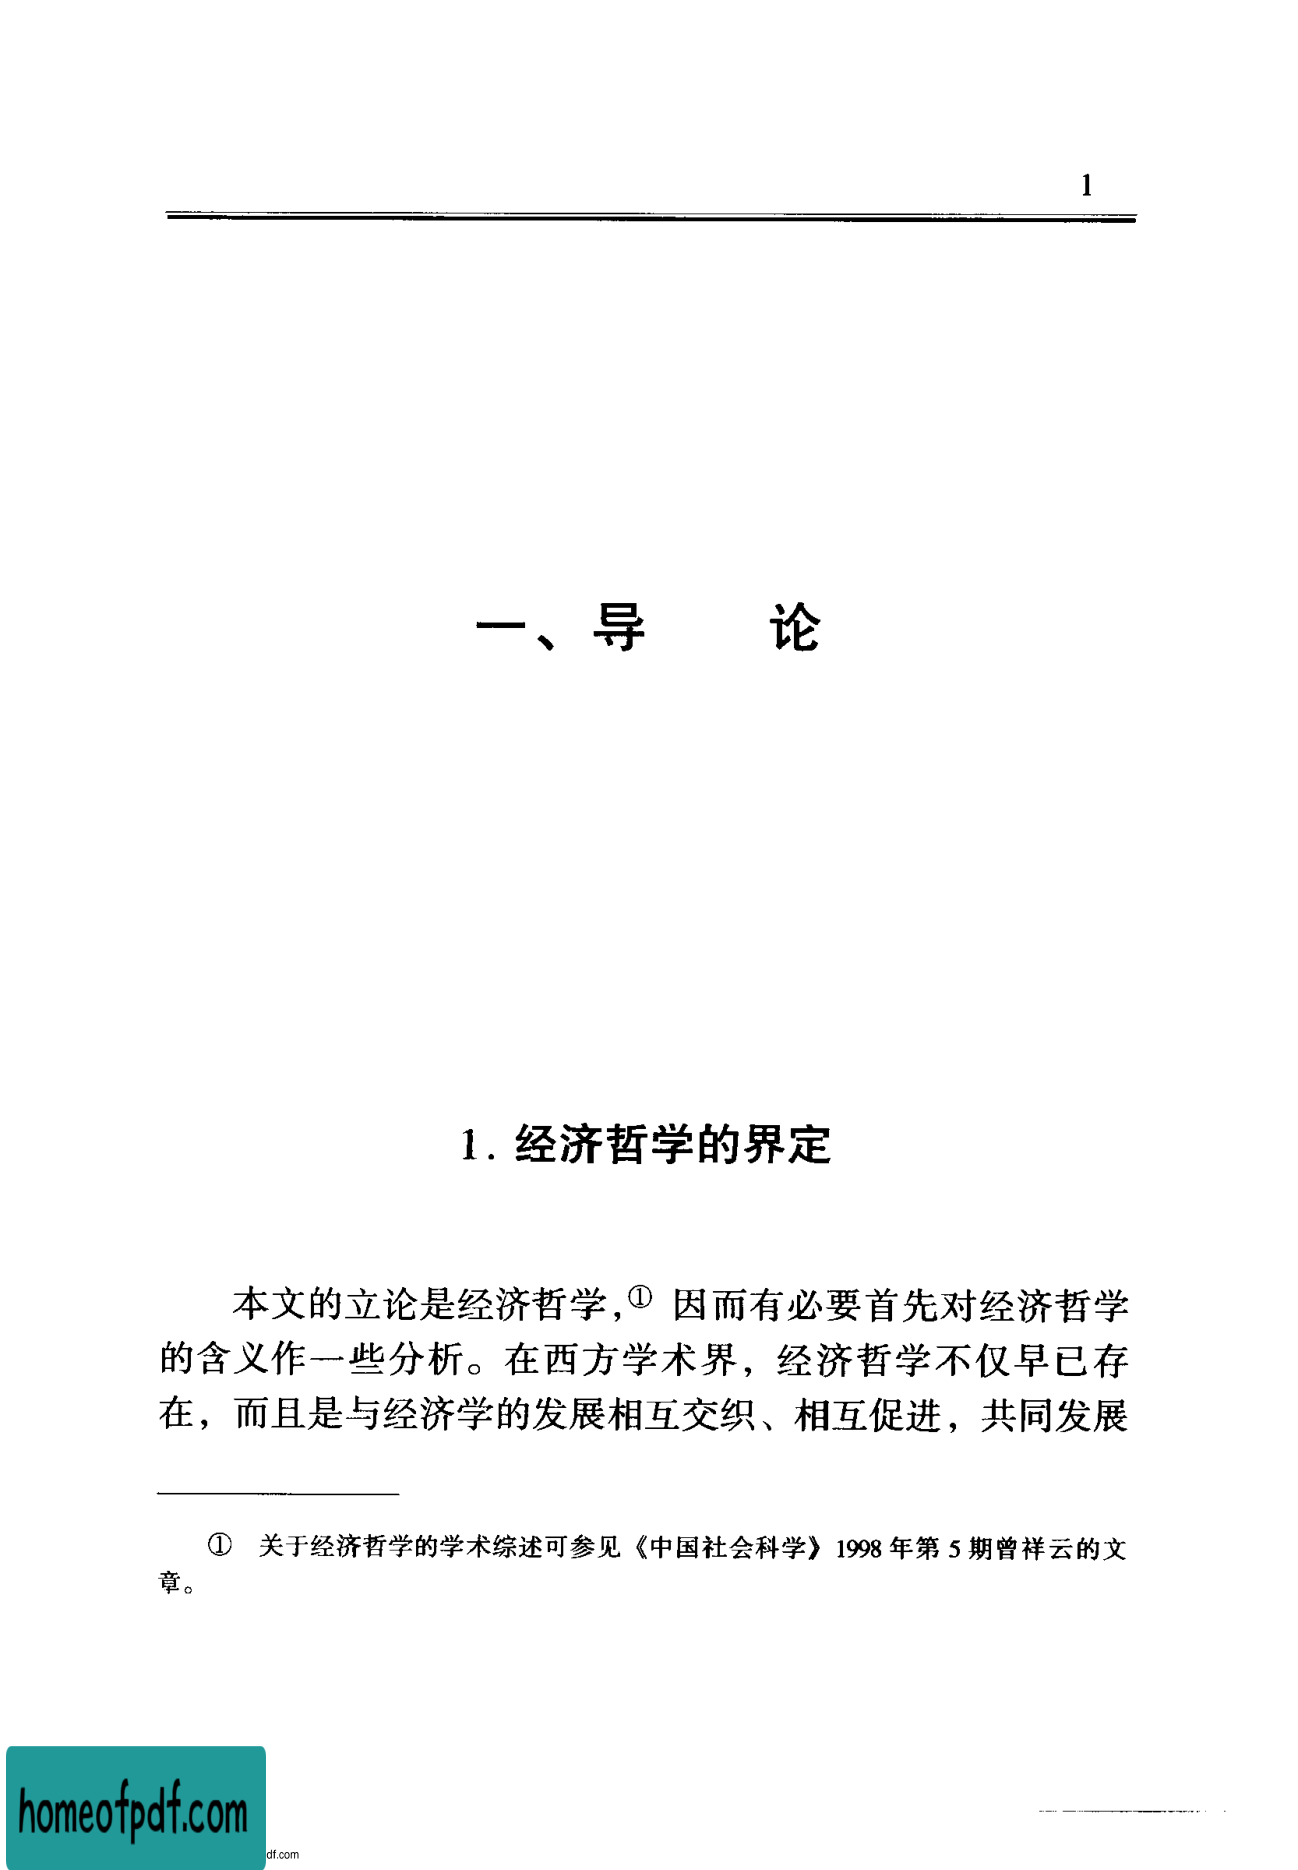 1
一、导　　论
1. 经济哲学的界定
本文的立论是经济哲学,① 因而有必要首先对经济哲学
的含义作一些分析。在西方学术界，经济哲学不仅早已存
在，而且是与经济学的发展相互交织、相互促进，共同发展
①　关于经济哲学的学术综述可参见《中国社会科学》1998 年第 5 期曾祥云的文
章。
homeofpdf.com
df.com